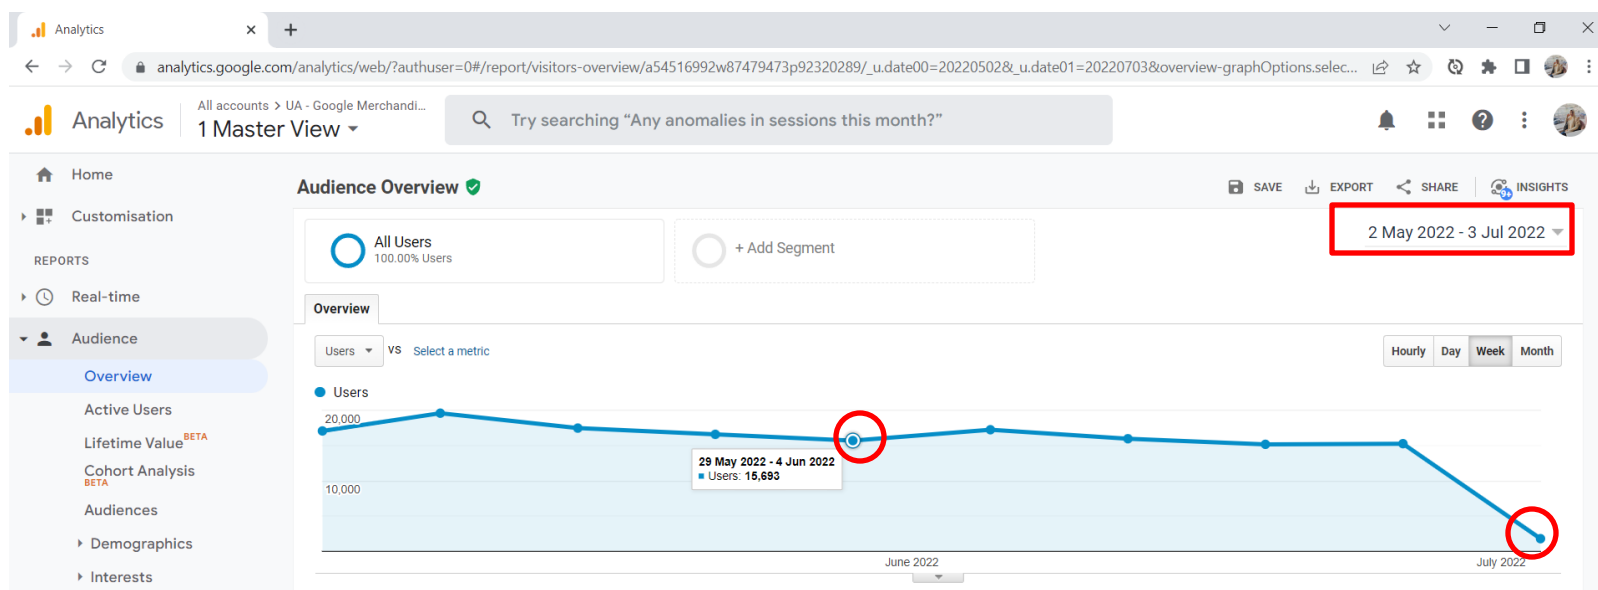 Analytics
analytics.google.com/analytics/web/?authuser=0#/report/visitors-overview/a54516992w87479473p92320289/_u.date00=20220502&_u.date01=20220703&overview-graphOptions.selec...
Analytics
All accounts > UA - Google Merchandi...
1 Master View
Try searching “Any anomalies in sessions this month?”
Home
Customisation
REPORTS
Real-time
Audience
Overview
Active Users
Lifetime Value BETA
Cohort Analysis
BETA
Audiences
Demographics
Interests
Audience Overview
SAVE
EXPORT
SHARE
9+
INSIGHTS
2 May 2022 - 3 Jul 2022
All Users
100.00% Users
+ Add Segment
Overview
Users VS Select a metric
Hourly Day Week Month
Users
20,000
10,000
29 May 2022 - 4 Jun 2022
Users: 15,693
June 2022
July 2022